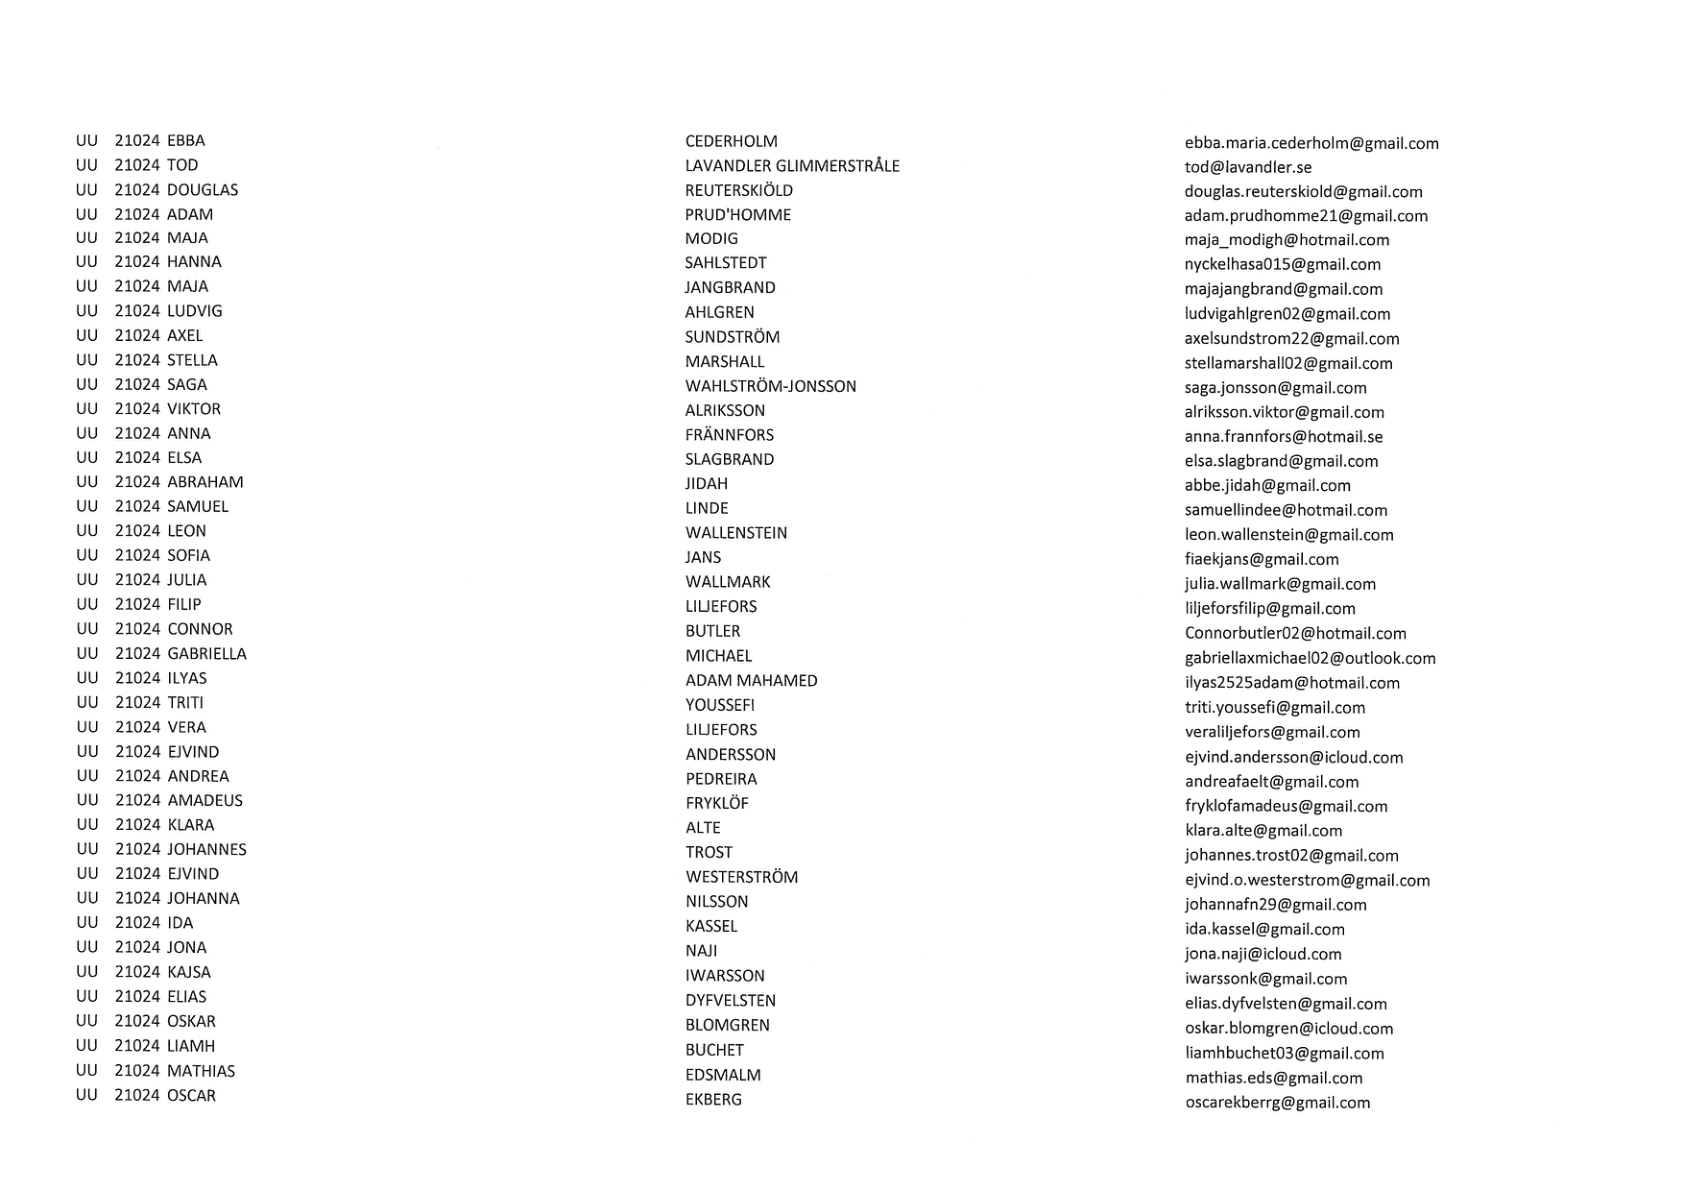 UU 21024 EBBA CEDERHOLM ebba.maria.cederholm@gmail.com
UU 21024 TOD LAVANDLER GLIMMERSTRÅLE tod@lavandler.se
UU 21024 DOUGLAS REUTERSKIÖLD douglas.reuterskiold@gmail.com
UU 21024 ADAM PRUD'HOMME adam.prudhomme21@gmail.com
UU 21024 MAJA MODIG maja_modigh@hotmail.com
UU 21024 HANNA SAHLSTEDT nyckelhasa015@gmail.com
UU 21024 MAJA JANGBRAND majajangbrand@gmail.com
UU 21024 LUDVIG AHLGREN ludvigahlgren02@gmail.com
UU 21024 AXEL SUNDSTRÖM axelsundstrom22@gmail.com
UU 21024 STELLA MARSHALL stellamarshall02@gmail.com
UU 21024 SAGA WAHLSTRÖM-JONSSON saga.jonsson@gmail.com
UU 21024 VIKTOR ALRIKSSON alriksson.viktor@gmail.com
UU 21024 ANNA FRÄNNFORS anna.frannfors@hotmail.se
UU 21024 ELSA SLAGBRAND elsa.slagbrand@gmail.com
UU 21024 ABRAHAM JIDAH abbe.jidah@gmail.com
UU 21024 SAMUEL LINDE samuellindee@hotmail.com
UU 21024 LEON WALLENSTEIN leon.wallenstein@gmail.com
UU 21024 SOFIA JANS fiaekjans@gmail.com
UU 21024 JULIA WALLMARK julia.wallmark@gmail.com
UU 21024 FILIP LILJEFORS liljeforsfilip@gmail.com
UU 21024 CONNOR BUTLER Connorbutler02@hotmail.com
UU 21024 GABRIELLA MICHAEL gabriellaxmichael02@outlook.com
UU 21024 ILYAS ADAM MAHAMED ilyas2525adam@hotmail.com
UU 21024 TRITI YOUSSEFI triti.youssefi@gmail.com
UU 21024 VERA LILJEFORS veraliljefors@gmail.com
UU 21024 EJVIND ANDERSSON ejvind.andersson@icloud.com
UU 21024 ANDREA PEDREIRA andreafaelt@gmail.com
UU 21024 AMADEUS FRYKLÖF fryklofamadeus@gmail.com
UU 21024 KLARA ALTE klara.alte@gmail.com
UU 21024 JOHANNES TROST johannes.trost02@gmail.com
UU 21024 EJVIND WESTERSTRÖM ejvind.o.westerstrom@gmail.com
UU 21024 JOHANNA NILSSON johannafn29@gmail.com
UU 21024 IDA KASSEL ida.kassel@gmail.com
UU 21024 JONA NAJI jona.naji@icloud.com
UU 21024 KAJSA IWARSSON iwarssonk@gmail.com
UU 21024 ELIAS DYFVELSTEN elias.dyfvelsten@gmail.com
UU 21024 OSKAR BLOMGREN oskar.blomgren@icloud.com
UU 21024 LIAMH BUCHET liamhbuchet03@gmail.com
UU 21024 MATHIAS EDSMALM mathias.eds@gmail.com
UU 21024 OSCAR EKBERG oscarekberrg@gmail.com